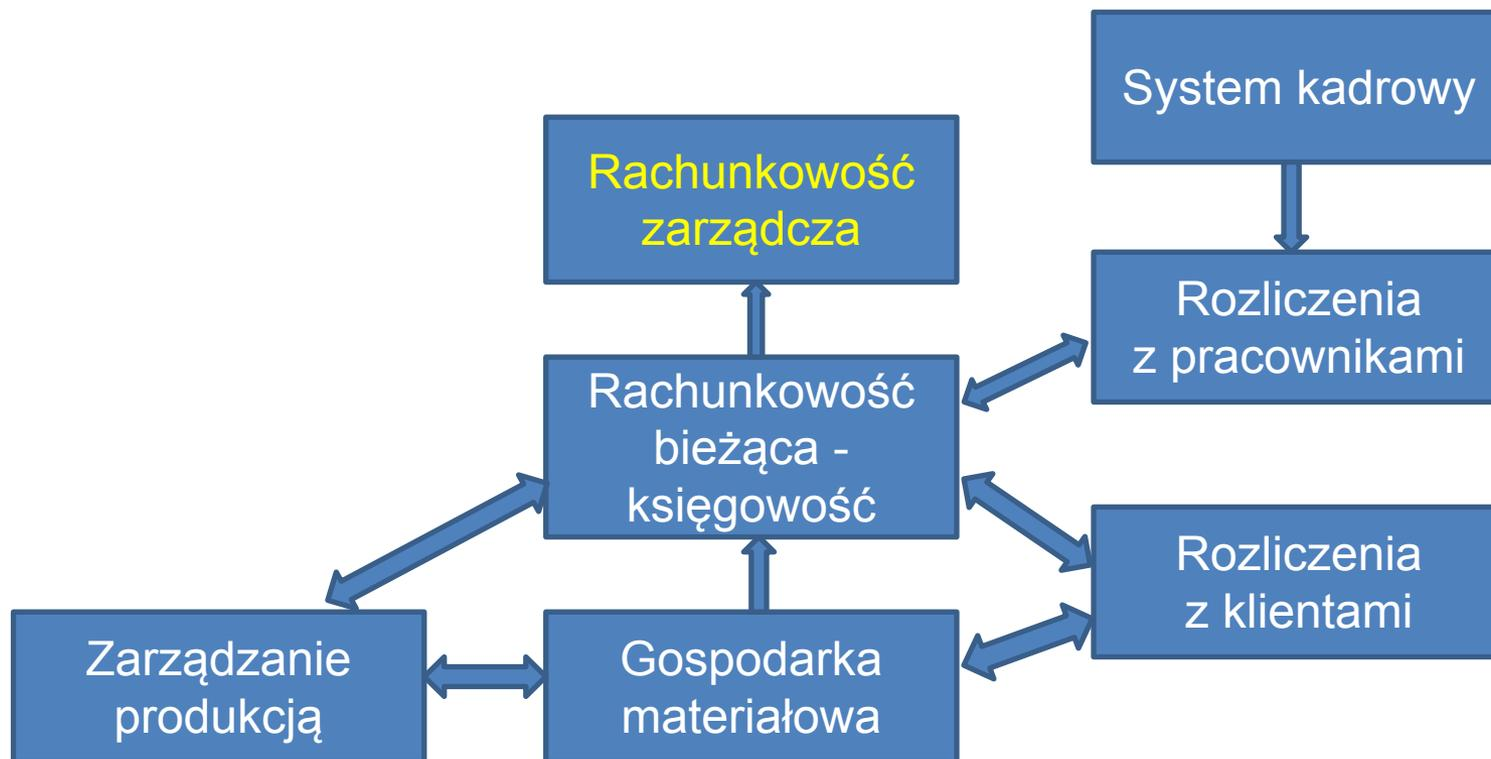 System kadrowy
Rachunkowość
zarządcza
Rozliczenia
z pracownikami
Rachunkowość
bieżąca -
księgowość
Rozliczenia
z klientami
Zarządzanie
produkcją
Gospodarka
materiałowa